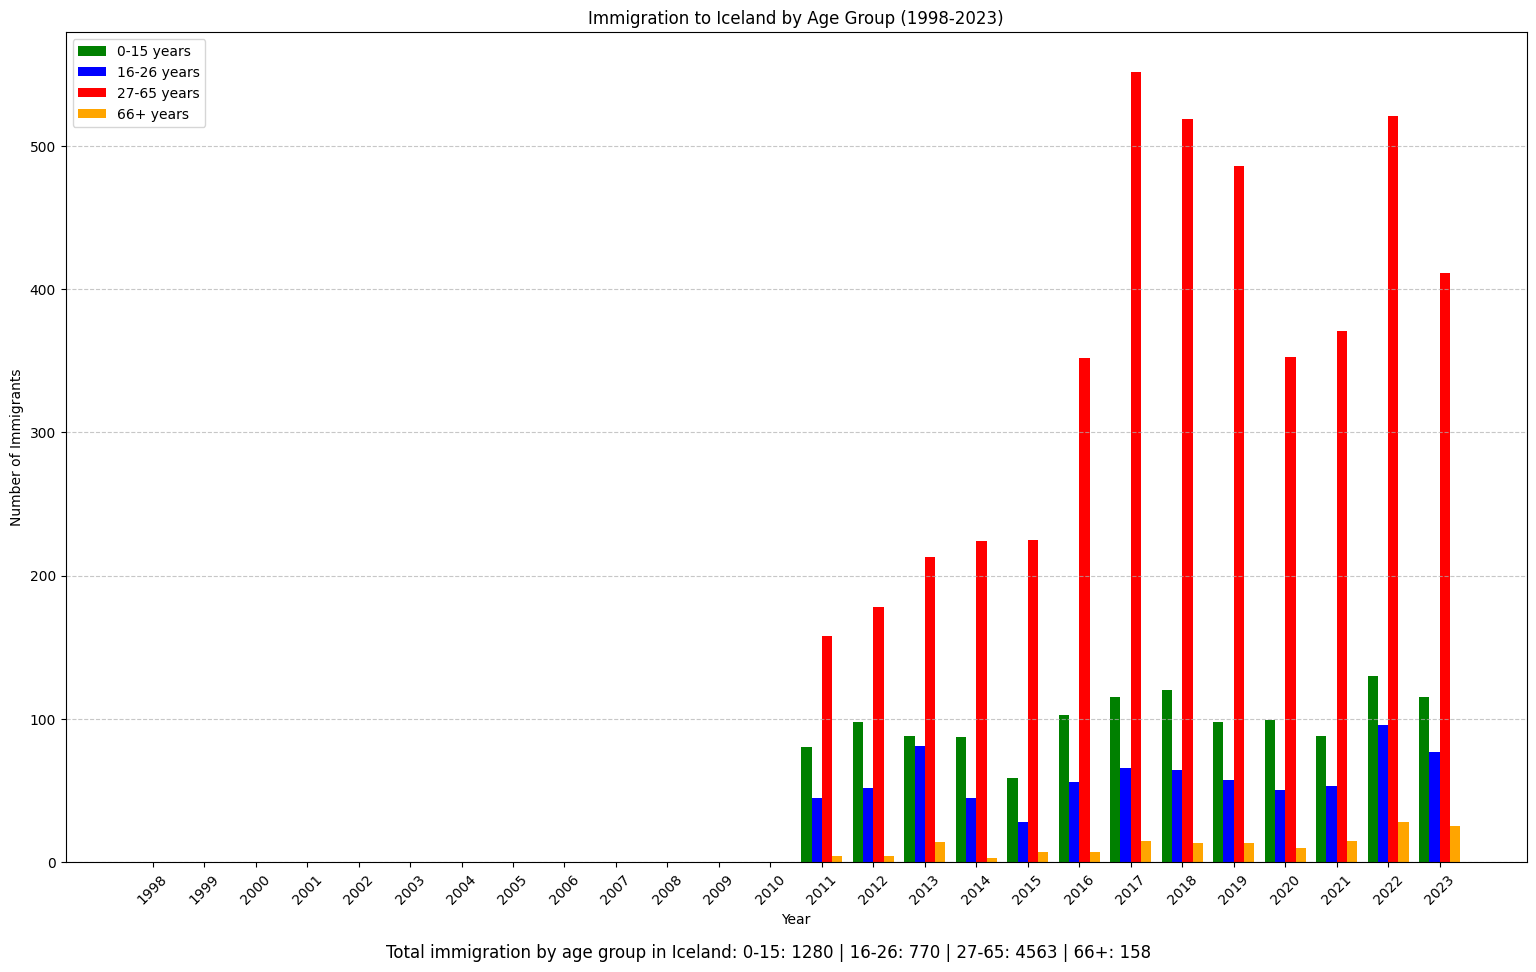 Immigration to Iceland by Age Group (1998-2023)
0-15 years
16-26 years
27-65 years
66+ years
Number of Immigrants
500
400
300
200
100
0
1998 1999 2000 2001 2002 2003 2004 2005 2006 2007 2008 2009 2010 2011 2012 2013 2014 2015 2016 2017 2018 2019 2020 2021 2022 2023
Year
Total immigration by age group in Iceland: 0-15: 1280 | 16-26: 770 | 27-65: 4563 | 66+: 158